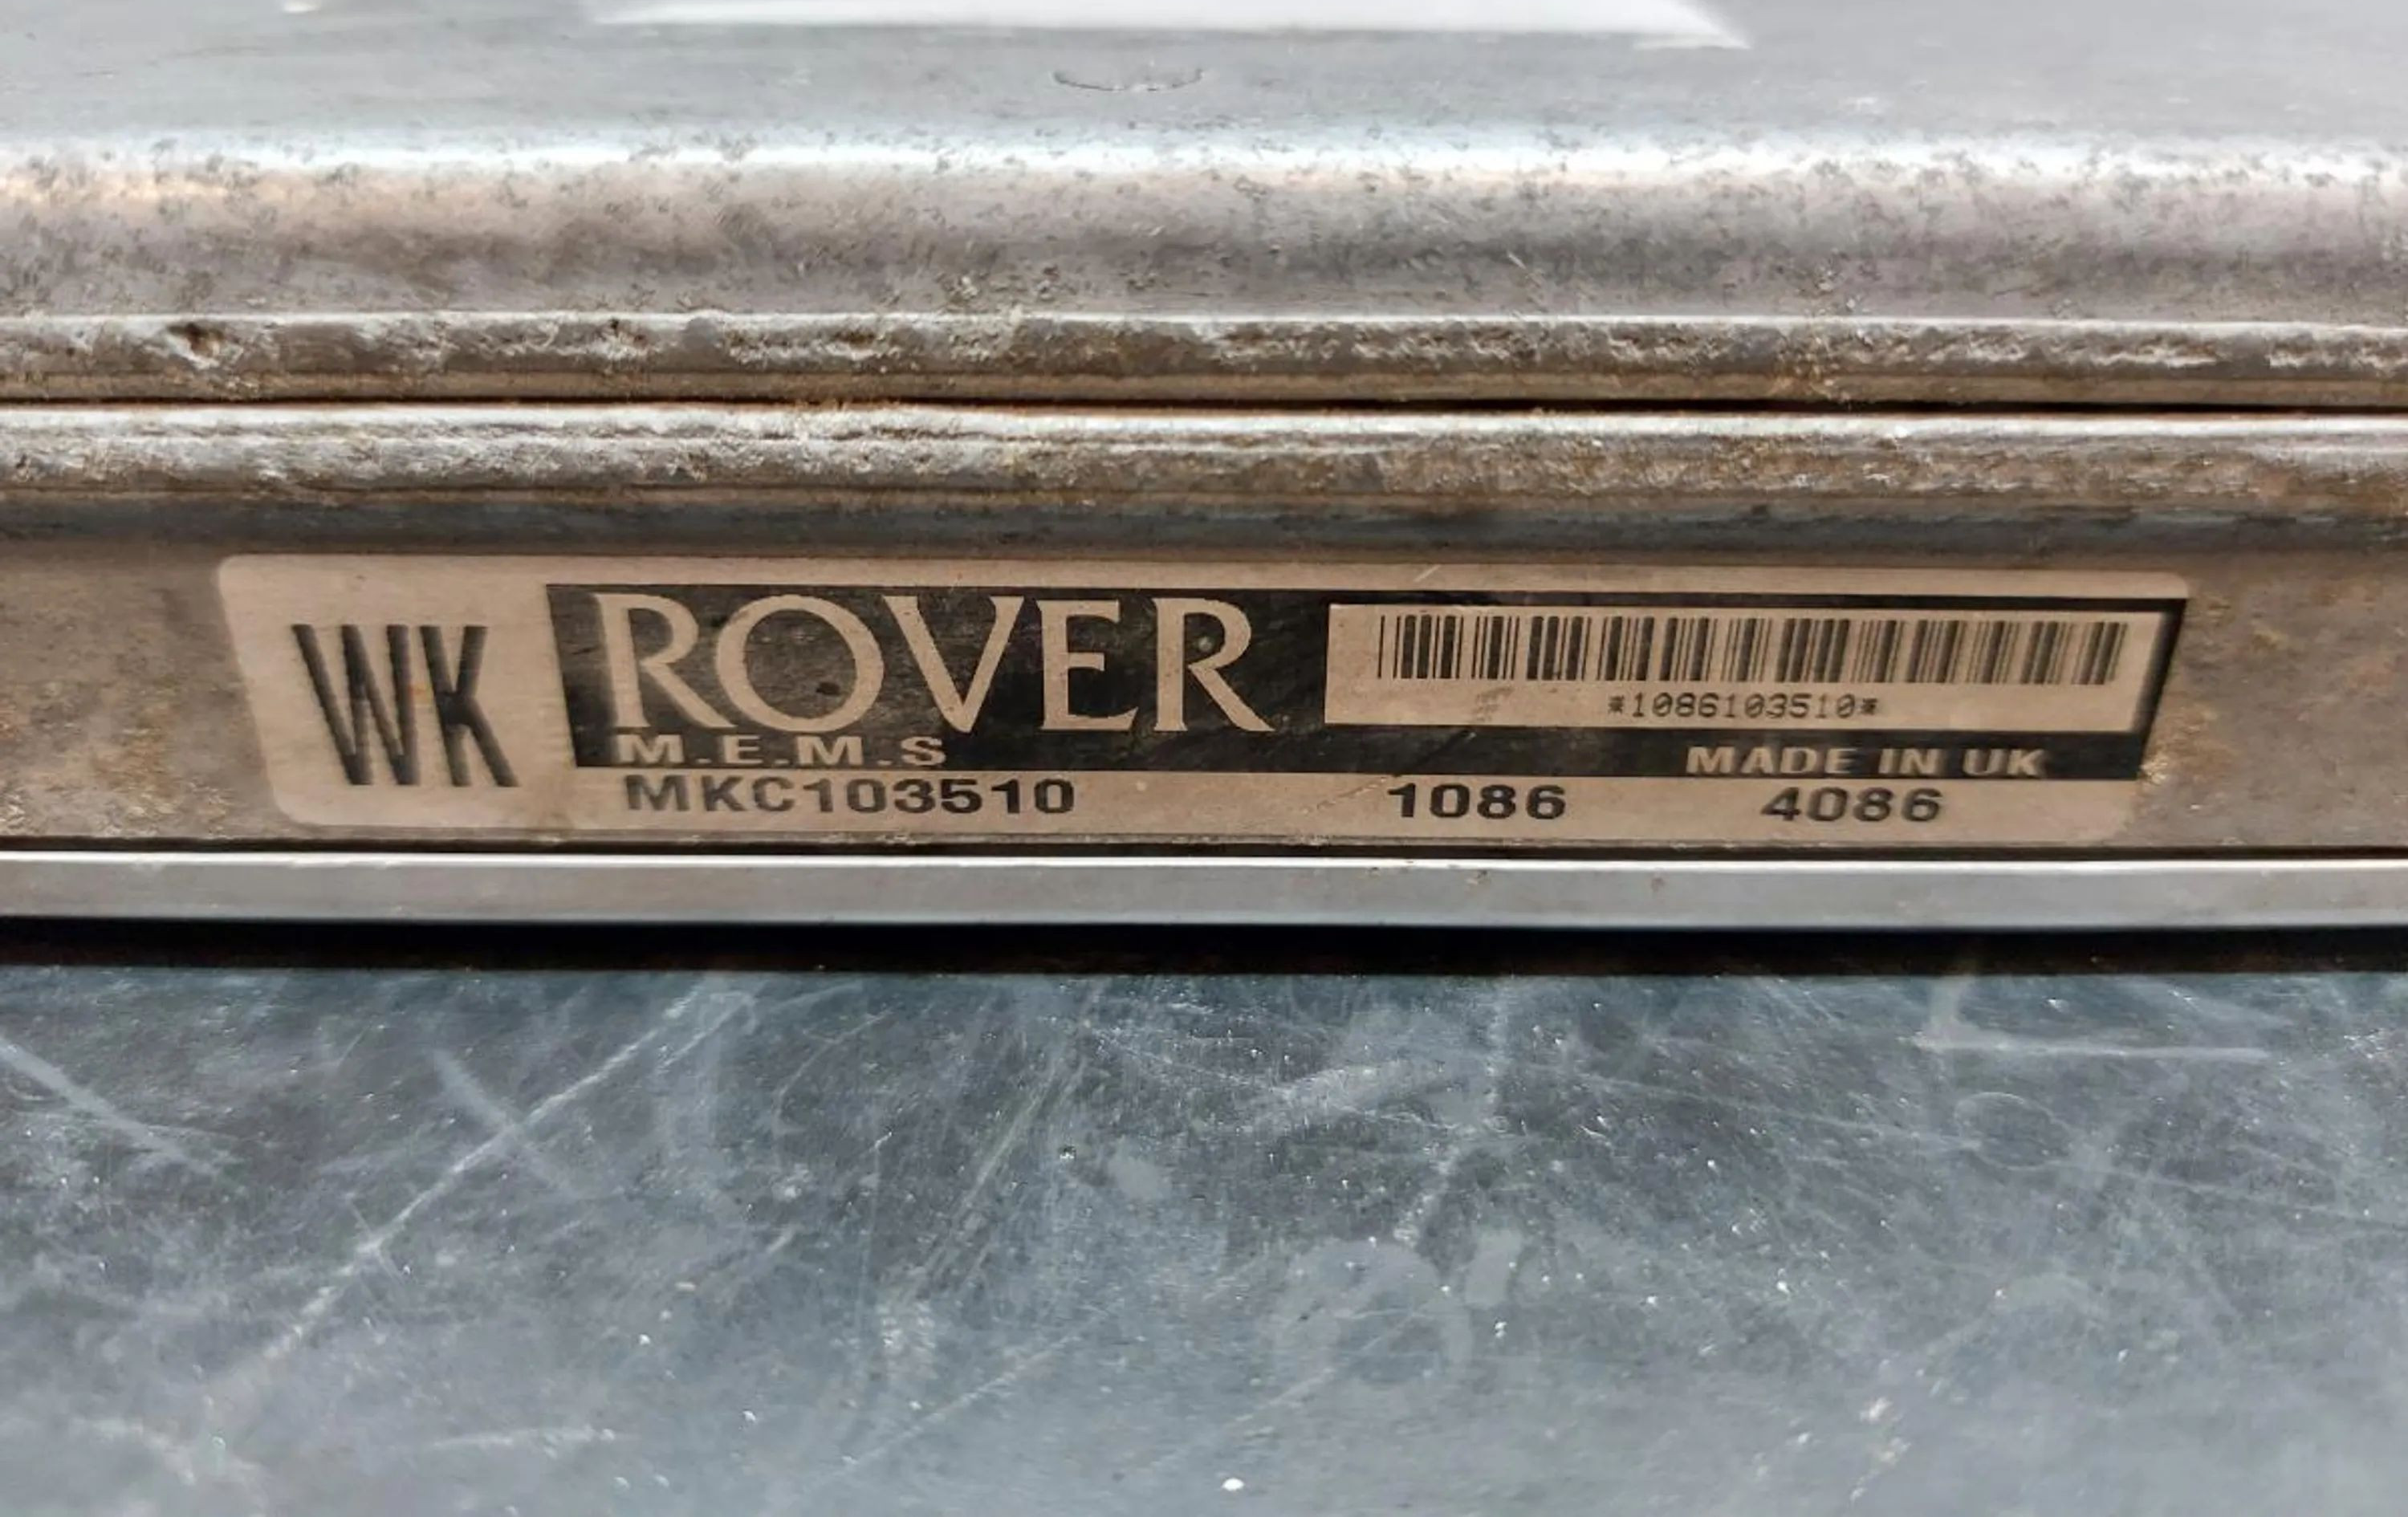 WK
ROVER
*1086103510*
M.E.M.S
MADE IN UK
MKC103510 1086 4086